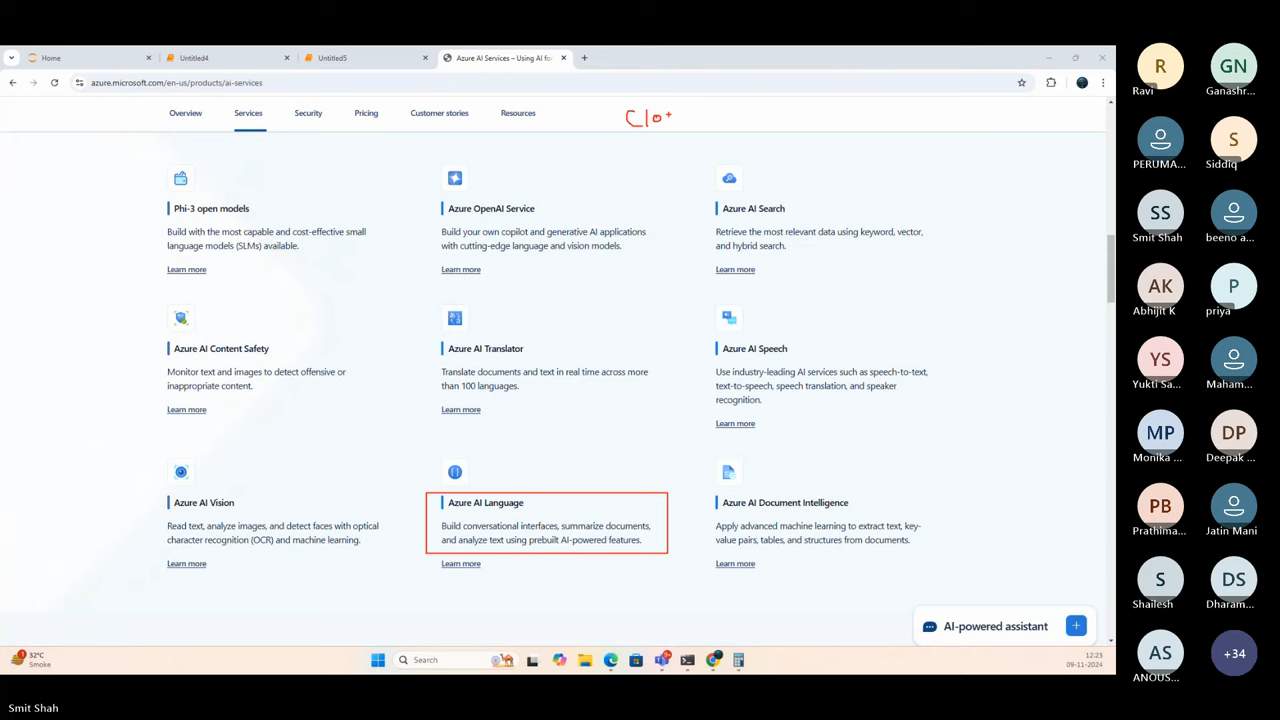 Home
Untitled4
Untitled5
Azure AI Services – Using AI fo
azure.microsoft.com/en-us/products/ai-services
Overview Services Security Pricing Customer stories Resources
Clo
Phi-3 open models
Build with the most capable and cost-effective small
language models (SLMs) available.
Learn more
Azure OpenAI Service
Build your own copilot and generative AI applications
with cutting-edge language and vision models.
Learn more
Azure AI Search
Retrieve the most relevant data using keyword, vector,
and hybrid search.
Learn more
Azure AI Content Safety
Monitor text and images to detect offensive or
inappropriate content.
Learn more
Azure AI Translator
Translate documents and text in real time across more
than 100 languages.
Learn more
Azure AI Speech
Use industry-leading AI services such as speech-to-text,
text-to-speech, speech translation, and speaker
recognition.
Learn more
Azure AI Vision
Read text, analyze images, and detect faces with optical
character recognition (OCR) and machine learning.
Learn more
Azure AI Language
Build conversational interfaces, summarize documents,
and analyze text using prebuilt AI-powered features.
Learn more
Azure AI Document Intelligence
Apply advanced machine learning to extract text, key-
value pairs, tables, and structures from documents.
Learn more
AI-powered assistant
32°C
Smoke
Search
12:23
09-11-2024
R
Ravi
GN
Ganashr...
PERUMA...
S
Siddiq
SS
Smit Shah
beeno a...
AK
Abhijit K
P
priya
YS
Yukti Sa...
Maham...
MP
Monika ...
DP
Deepak ...
PB
Prathima...
Jatin Mani
S
Shailesh
DS
Dharam...
AS
ANOUS...
+34
Smit Shah